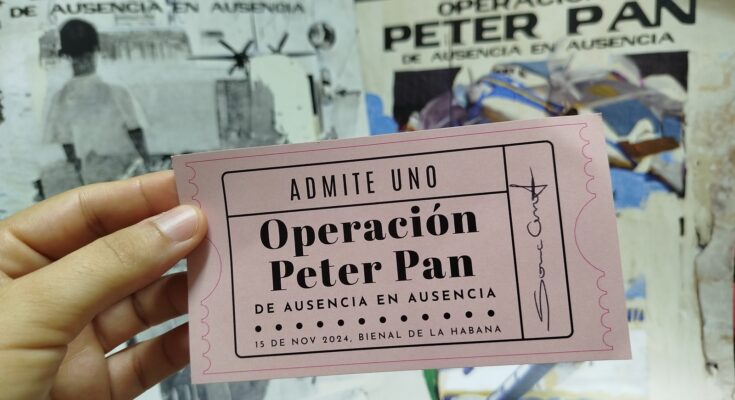 DE AUSENCIA EN AUSENCIA
OPERACIÓN
PETER PAN
DE AUSENCIA EN AUSENCIA
ADMITE UNO
Operación
Peter Pan
DE AUSENCIA EN AUSENCIA
15 DE NOV 2024, BIENAL DE LA HABANA